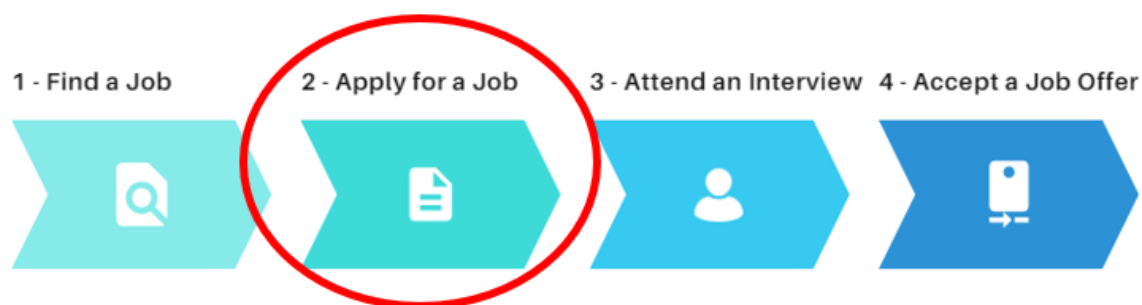 1 - Find a Job
2 - Apply for a Job
3 - Attend an Interview
4 - Accept a Job Offer